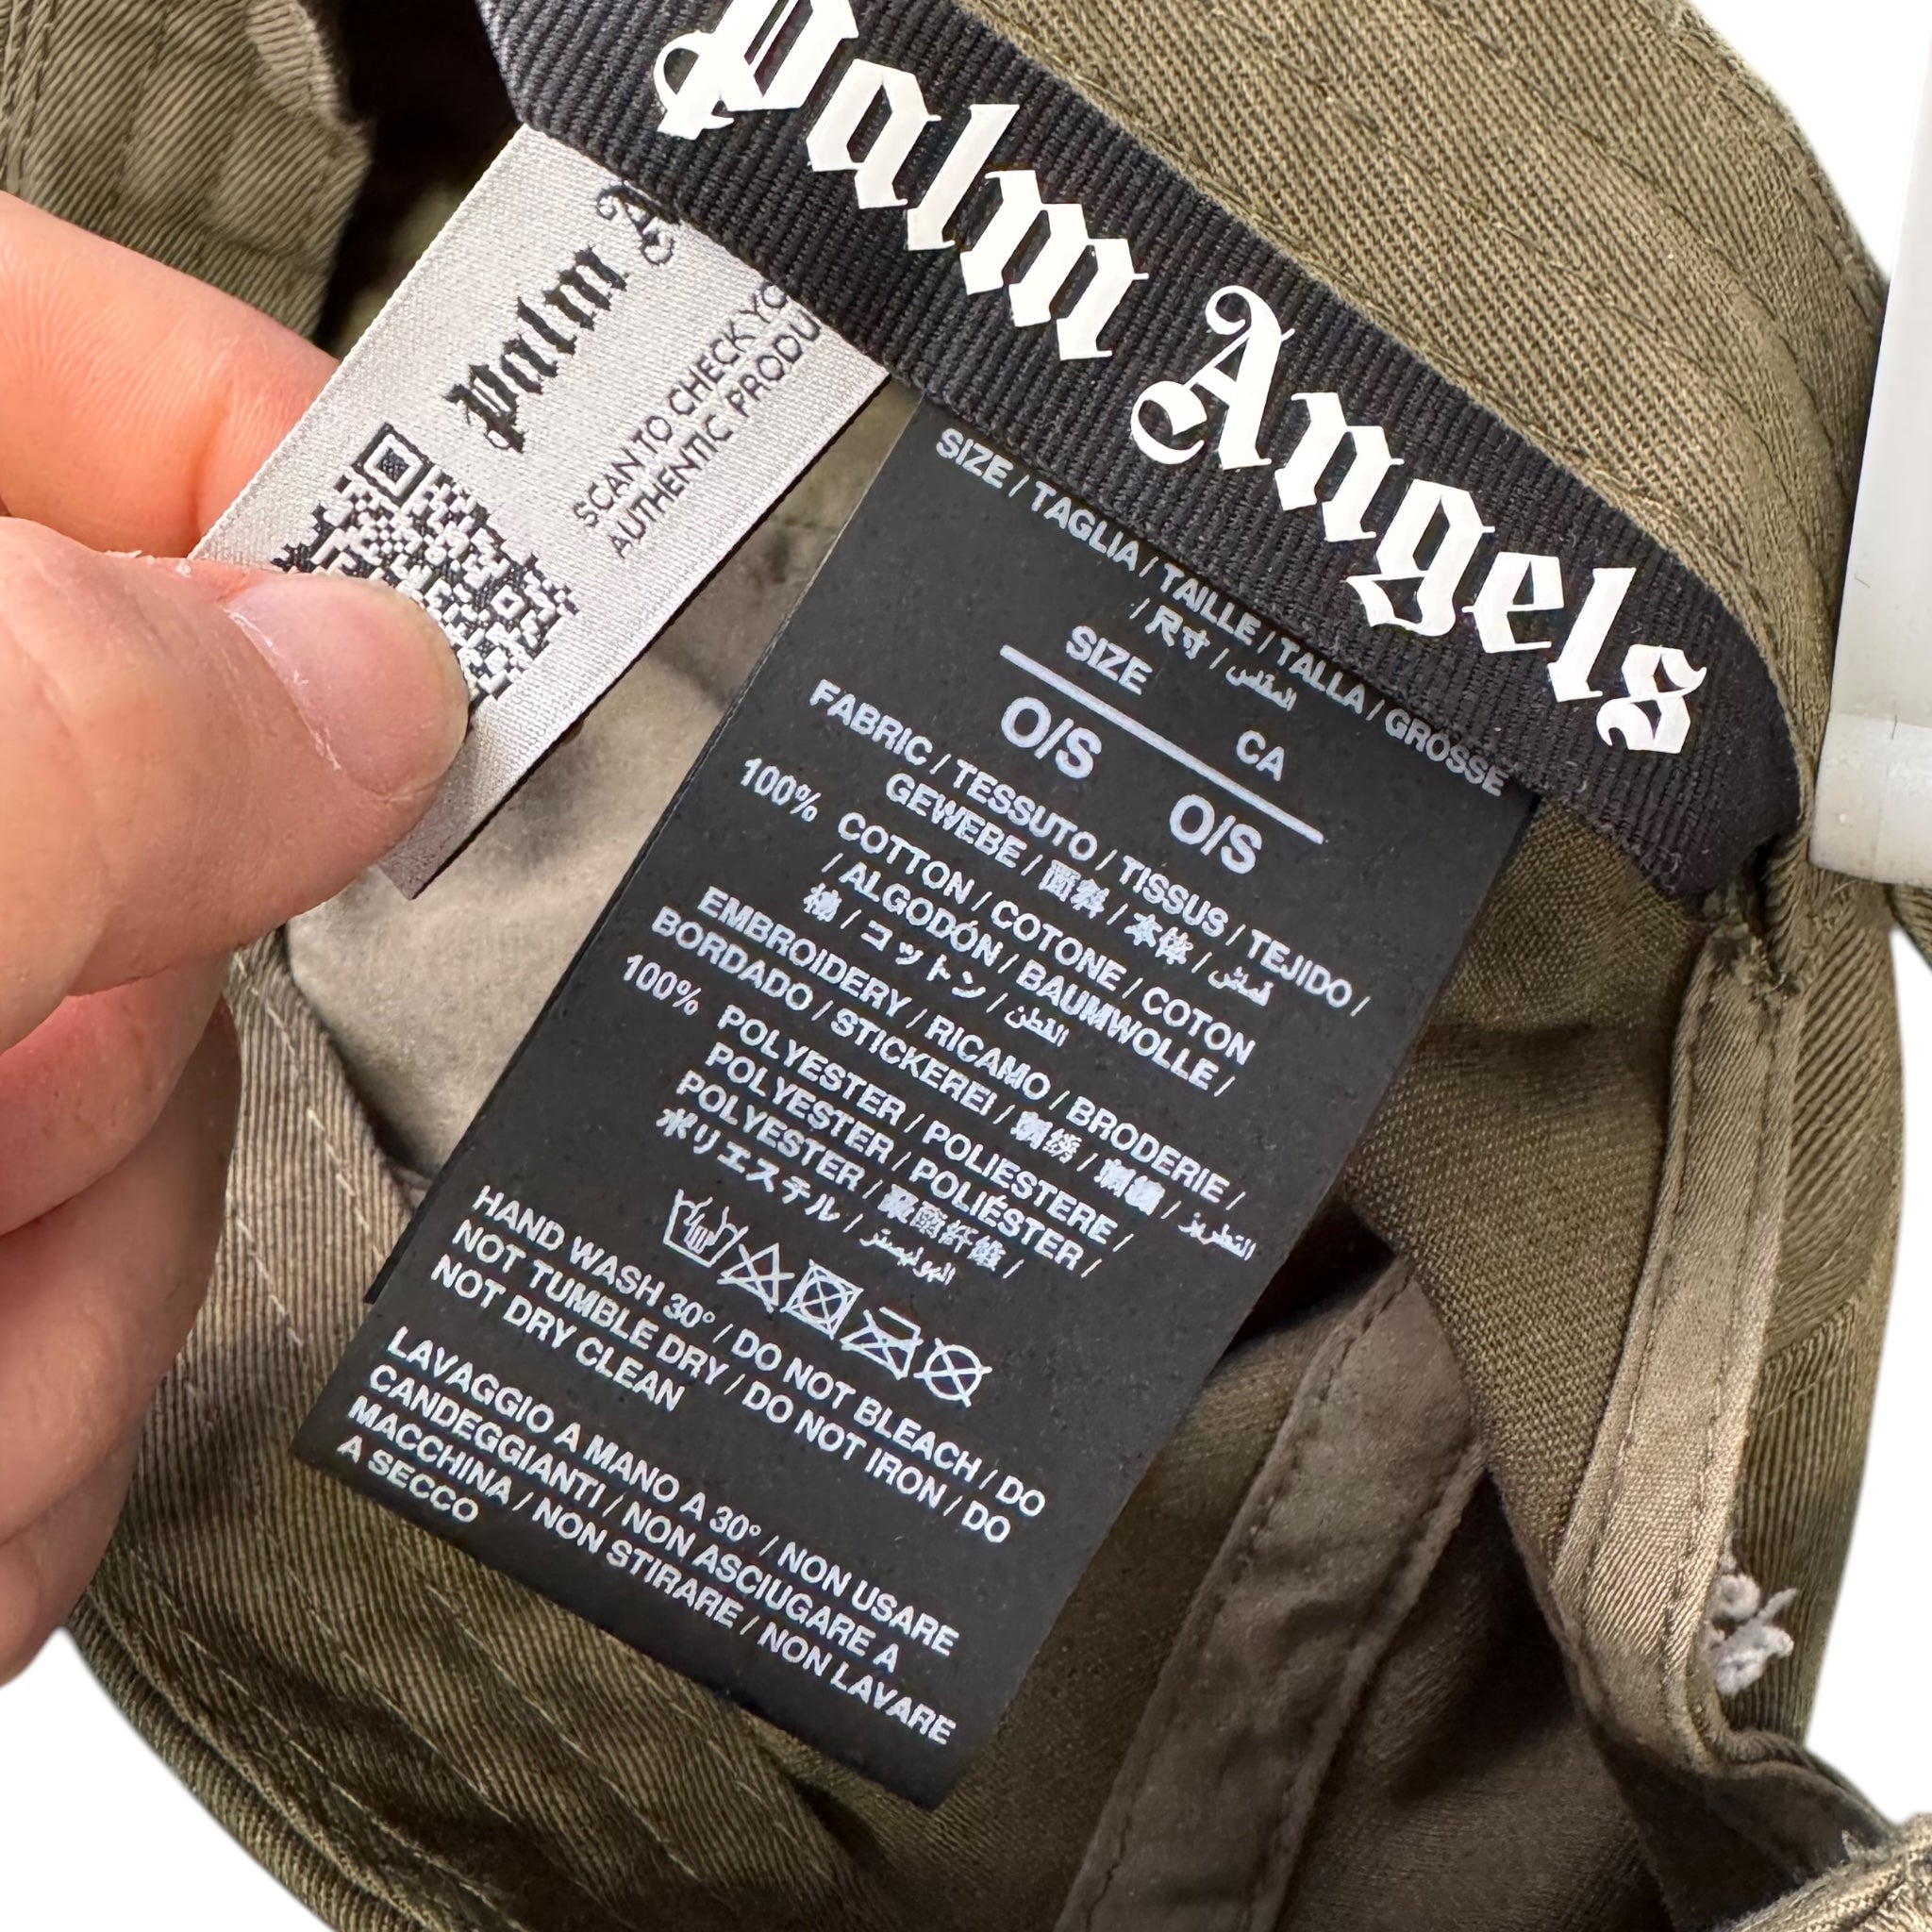 Palm Angels
Palm A
SCAN TO CHECK YO
AUTHENTIC PRODU
SIZE / TAGLIA / TAILLE / TALLA / GROSSE
/ 尺寸 / المقاس
SIZE CA
O/S O/S
FABRIC / TESSUTO / TISSUS / TEJIDO /
GEWEBE / 面料 / 本体 / قماش
100% COTTON / COTONE / COTON
/ ALGODÓN / BAUMWOLLE /
棉 / コットン / القطن
EMBROIDERY / RICAMO / BRODERIE /
BORDADO / STICKEREI / 刺绣 / 刺繍 / التطريز
100% POLYESTER / POLIESTERE /
POLYESTER / POLIÉSTER /
POLYESTER / 聚酯纤维 /
ポリエステル / البوليستر
HAND WASH 30° / DO NOT BLEACH / DO
NOT TUMBLE DRY / DO NOT IRON / DO
NOT DRY CLEAN
LAVAGGIO A MANO A 30° / NON USARE
CANDEGGIANTI / NON ASCIUGARE A
MACCHINA / NON STIRARE / NON LAVARE
A SECCO